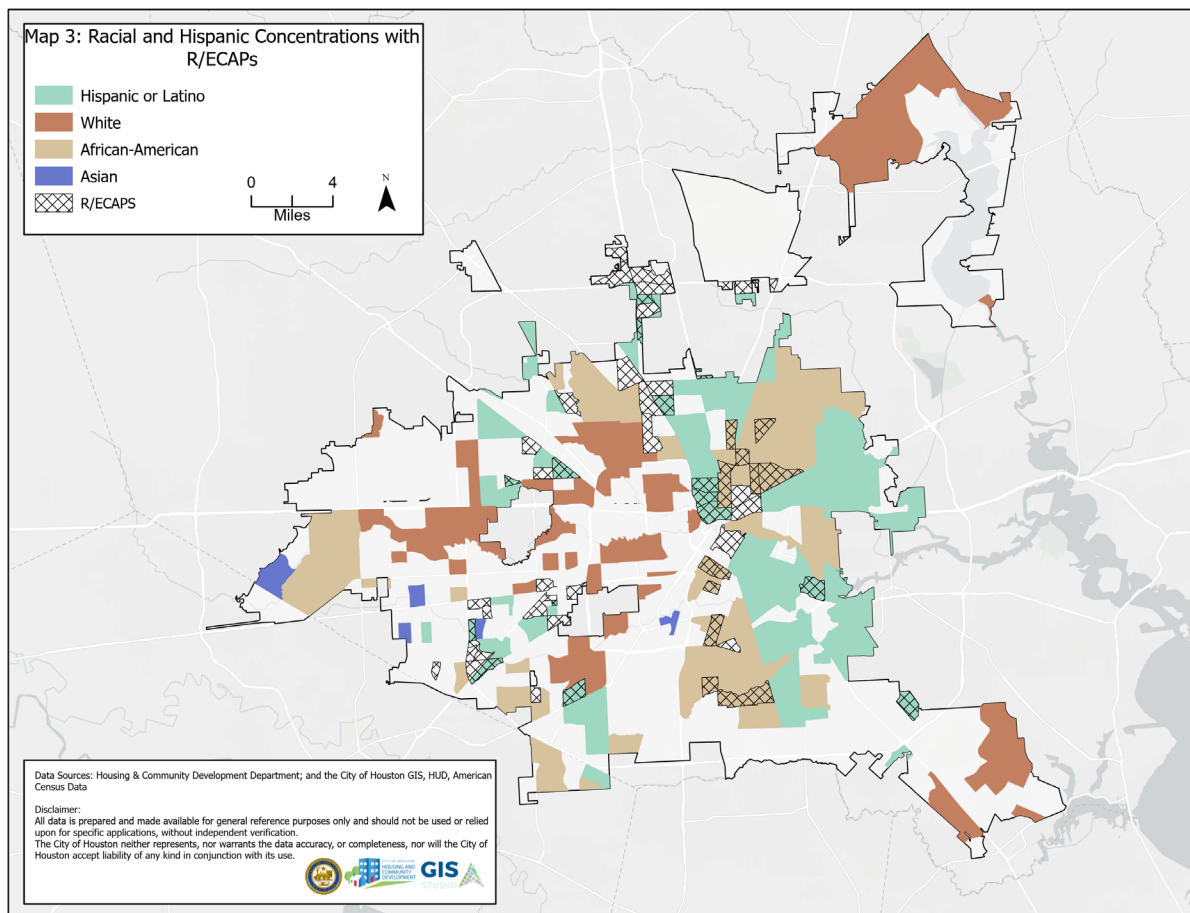 Map 3: Racial and Hispanic Concentrations with
R/ECAPs
Hispanic or Latino
White
African-American
Asian
R/ECAPS
0 4
Miles
N
Data Sources: Housing & Community Development Department; and the City of Houston GIS, HUD, American
Census Data
Disclaimer:
All data is prepared and made available for general reference purposes only and should not be used or relied
upon for specific applications, without independent verification.
The City of Houston neither represents, nor warrants the data accuracy, or completeness, nor will the City of
Houston accept liability of any kind in conjunction with its use.
CITY OF HOUSTON
HOUSING AND
COMMUNITY
DEVELOPMENT
GIS
STUDIO